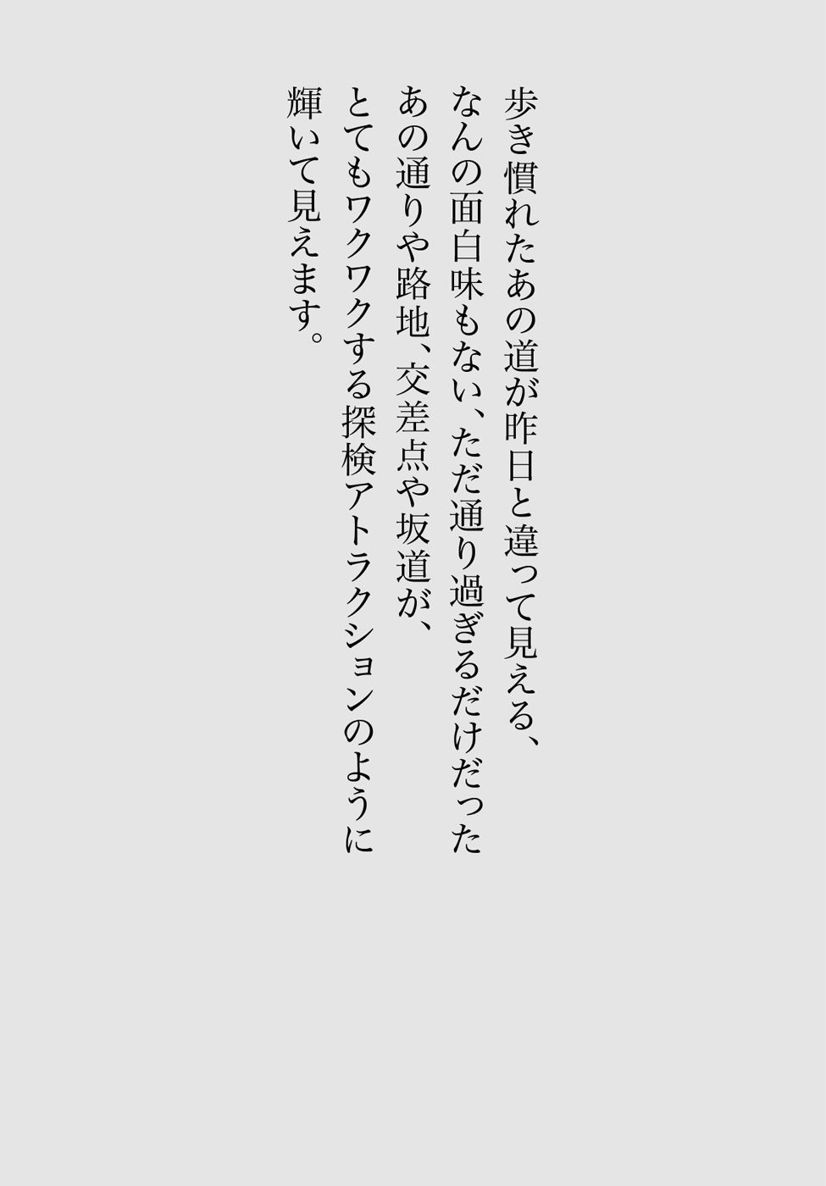 歩き慣れたあの道が昨日と違って見える、
なんの面白味もない、ただ通り過ぎるだけだった
あの通りや路地、交差点や坂道が、
とてもワクワクする探検アトラクションのように
輝いて見えます。